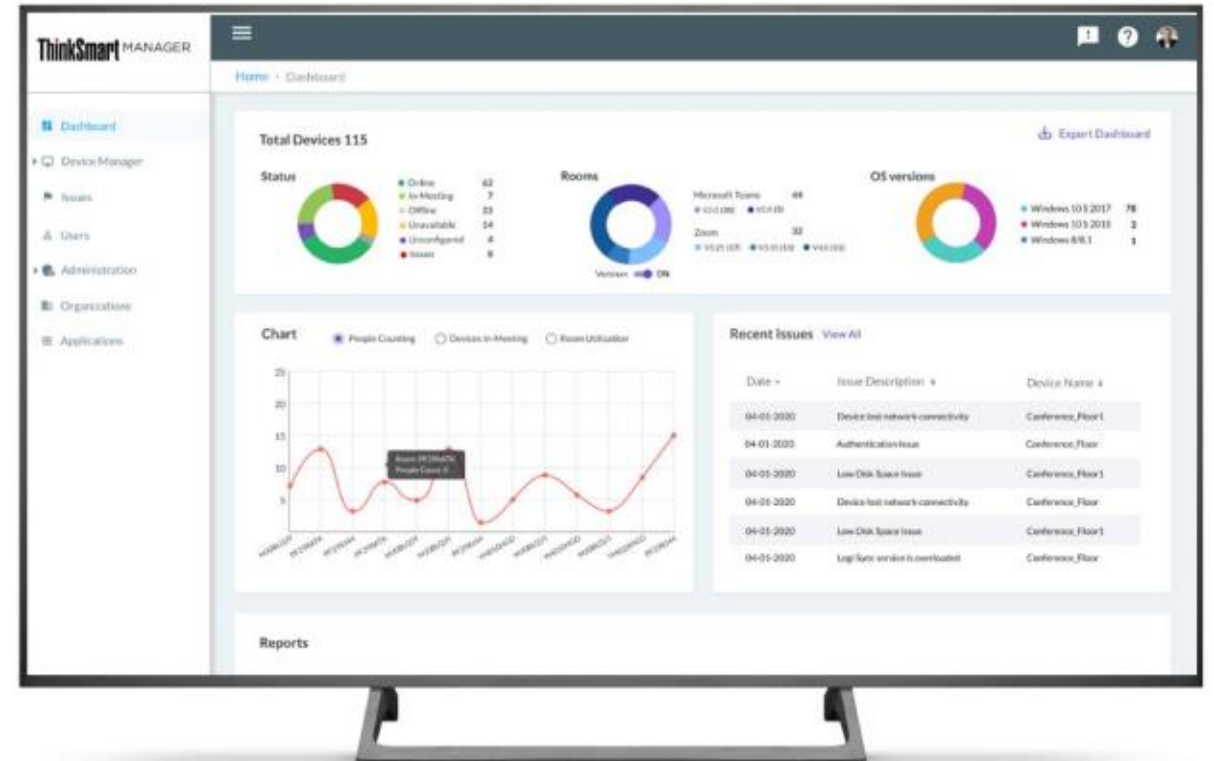 ThinkSmart MANAGER
Home > Dashboard
Dashboard
Device Manager
Issues
Users
Administration
Organizations
Applications
Total Devices 115
Export Dashboard
Status
Online 62
In-Meeting 7
Offline 33
Unavailable 14
Unconfigured 4
Issues 8
Rooms
Microsoft Teams
Zoom 32
Version ON
OS versions
Windows 10 S 2017 78
Windows 10 S 2015 2
Windows 8/8.1 1
Chart
People Counting
Devices In-Meeting
Room Utilization
25
20
15
10
5
Recent Issues View All
Date Issue Description Device Name
04-01-2020 Device lost network connectivity Conference_Floor1
04-01-2020 Authentication Issue Conference_Floor
04-01-2020 Low Disk Space Issue Conference_Floor1
04-01-2020 Device lost network connectivity Conference_Floor
04-01-2020 Low Disk Space Issue Conference_Floor1
04-01-2020 Logi Sync service is overloaded Conference_Floor
Reports